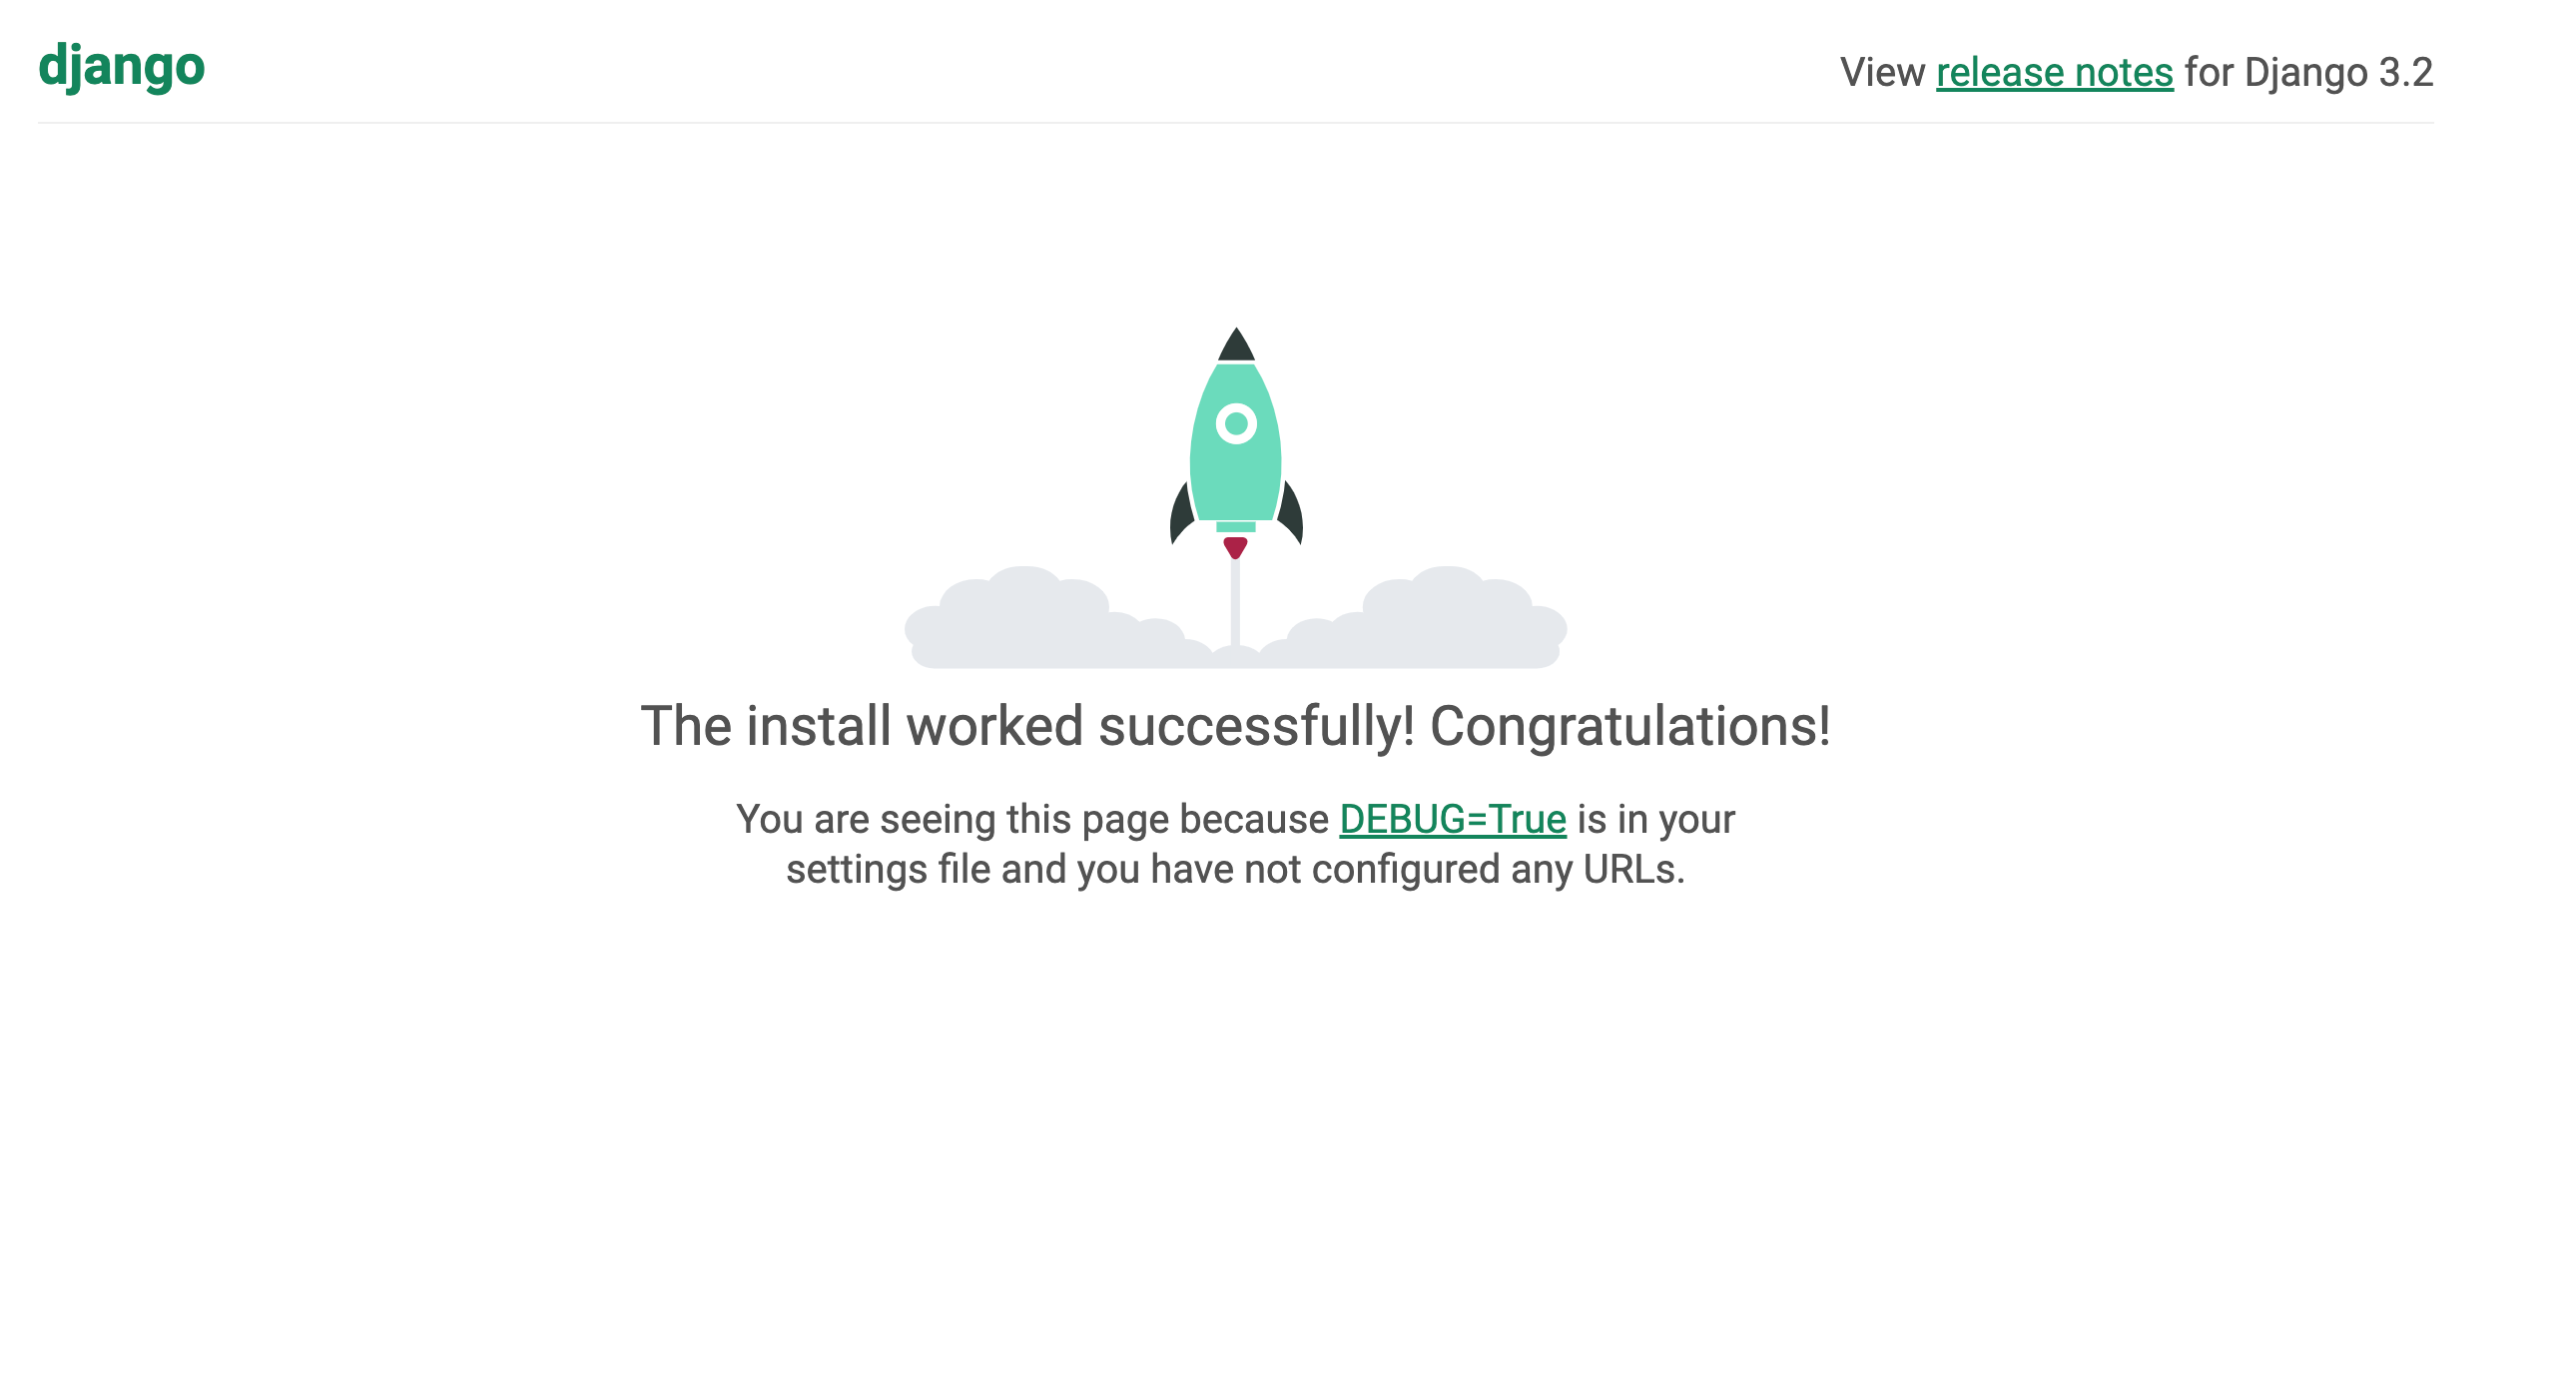 django
View release notes for Django 3.2
The install worked successfully! Congratulations!
You are seeing this page because DEBUG=True is in your
settings file and you have not configured any URLs.